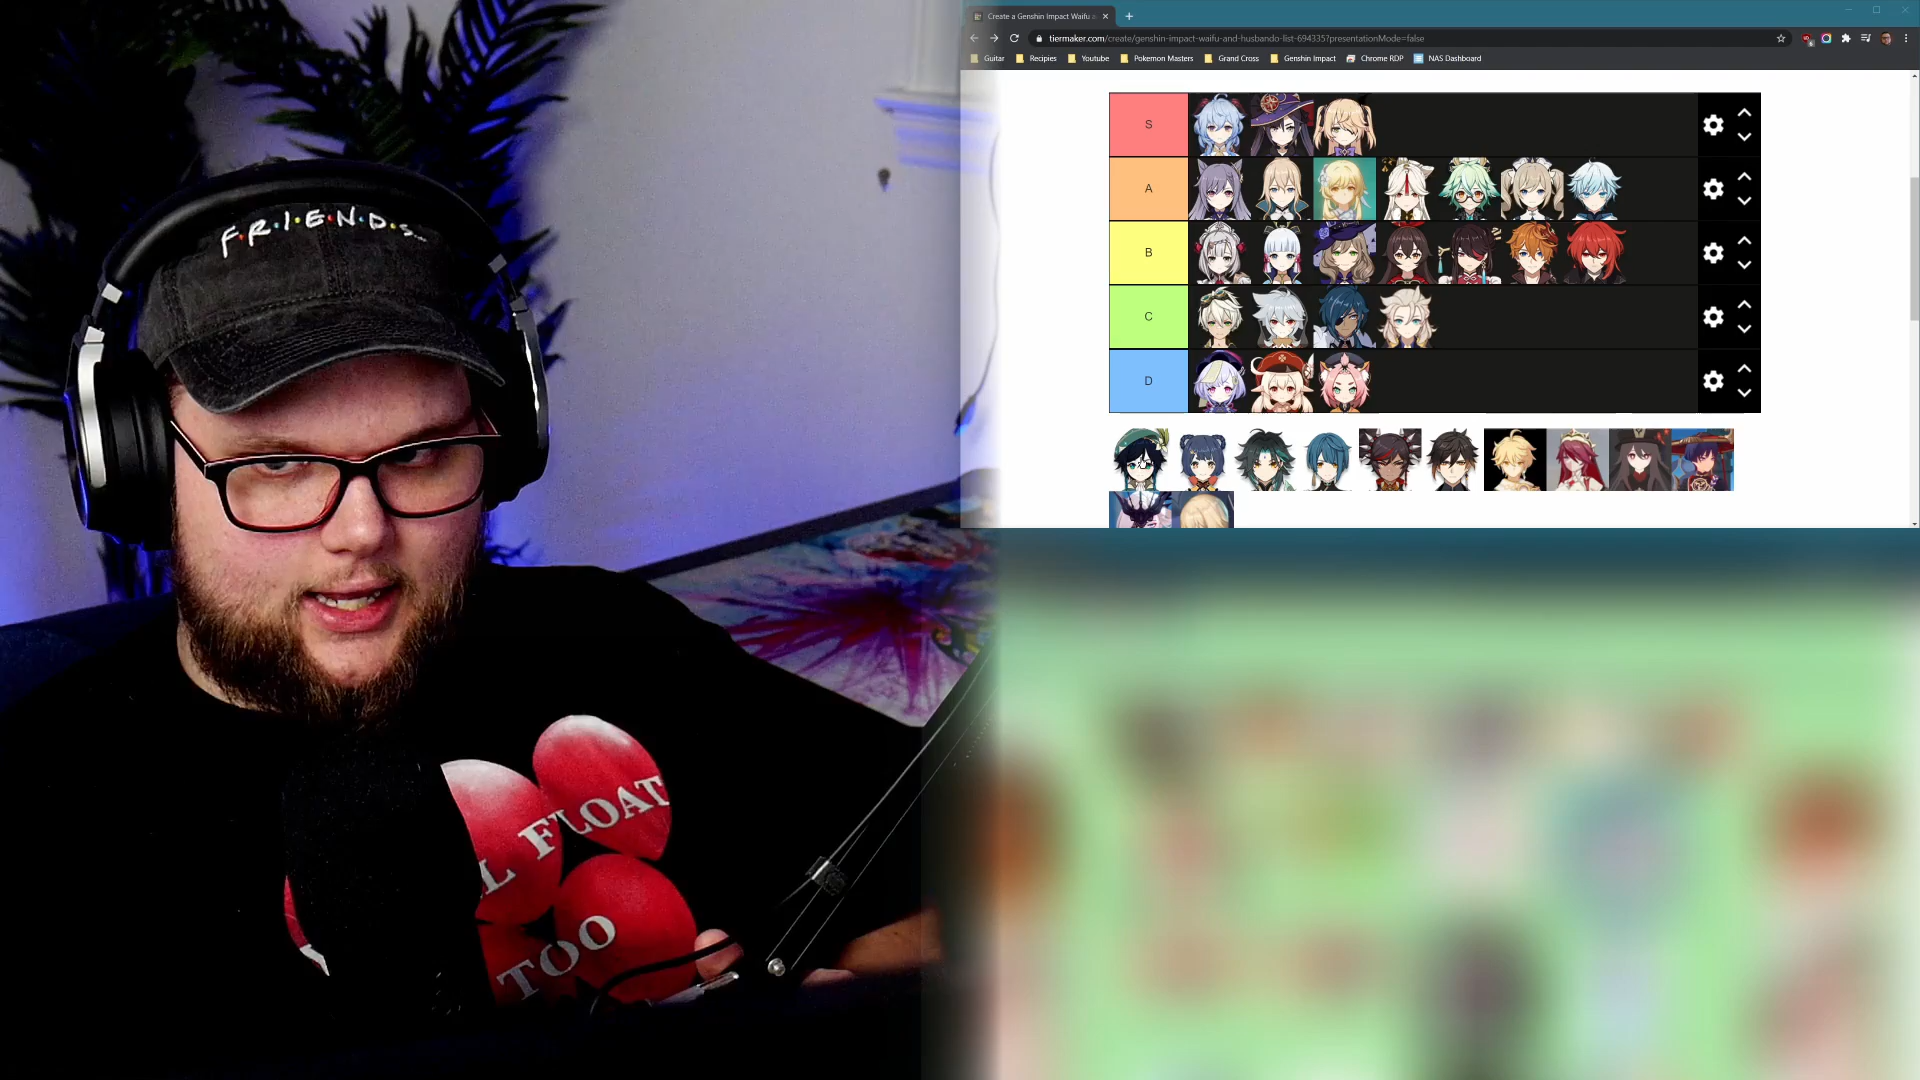 Create a Genshin Impact Waifu a
tiermaker.com/create/genshin-impact-waifu-and-husbando-list-694335?presentationMode=false
Guitar
Recipies
Youtube
Pokemon Masters
Grand Cross
Genshin Impact
Chrome RDP
NAS Dashboard
S
A
B
C
D
F·R·I·E·N·D·S
L FLOAT
TOO